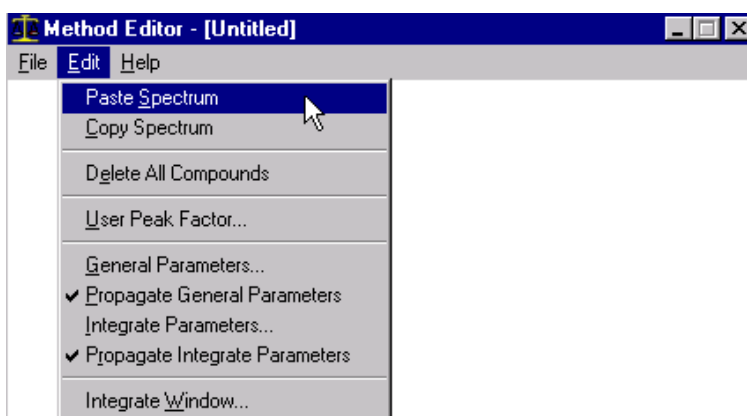 Method Editor - [Untitled]
File Edit Help
Paste Spectrum
Copy Spectrum
Delete All Compounds
User Peak Factor...
General Parameters...
Propagate General Parameters
Integrate Parameters...
Propagate Integrate Parameters
Integrate Window...